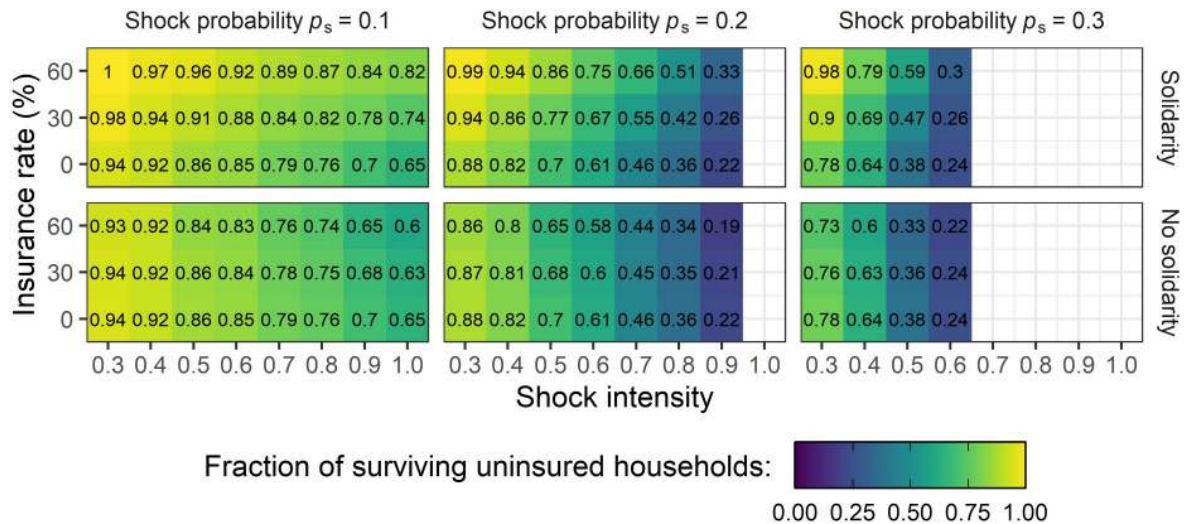 Shock probability pₛ = 0.1 Shock probability pₛ = 0.2 Shock probability pₛ = 0.3
Insurance rate (%)
60 1 0.97 0.96 0.92 0.89 0.87 0.84 0.82 0.99 0.94 0.86 0.75 0.66 0.51 0.33 0.98 0.79 0.59 0.3
30 0.98 0.94 0.91 0.88 0.84 0.82 0.78 0.74 0.94 0.86 0.77 0.67 0.55 0.42 0.26 0.9 0.69 0.47 0.26
0 0.94 0.92 0.86 0.85 0.79 0.76 0.7 0.65 0.88 0.82 0.7 0.61 0.46 0.36 0.22 0.78 0.64 0.38 0.24
Solidarity
60 0.93 0.92 0.84 0.83 0.76 0.74 0.65 0.6 0.86 0.8 0.65 0.58 0.44 0.34 0.19 0.73 0.6 0.33 0.22
30 0.94 0.92 0.86 0.84 0.78 0.75 0.68 0.63 0.87 0.81 0.68 0.6 0.45 0.35 0.21 0.76 0.63 0.36 0.24
0 0.94 0.92 0.86 0.85 0.79 0.76 0.7 0.65 0.88 0.82 0.7 0.61 0.46 0.36 0.22 0.78 0.64 0.38 0.24
No solidarity
0.3 0.4 0.5 0.6 0.7 0.8 0.9 1.0 0.3 0.4 0.5 0.6 0.7 0.8 0.9 1.0 0.3 0.4 0.5 0.6 0.7 0.8 0.9 1.0
Shock intensity
Fraction of surviving uninsured households:
0.00 0.25 0.50 0.75 1.00